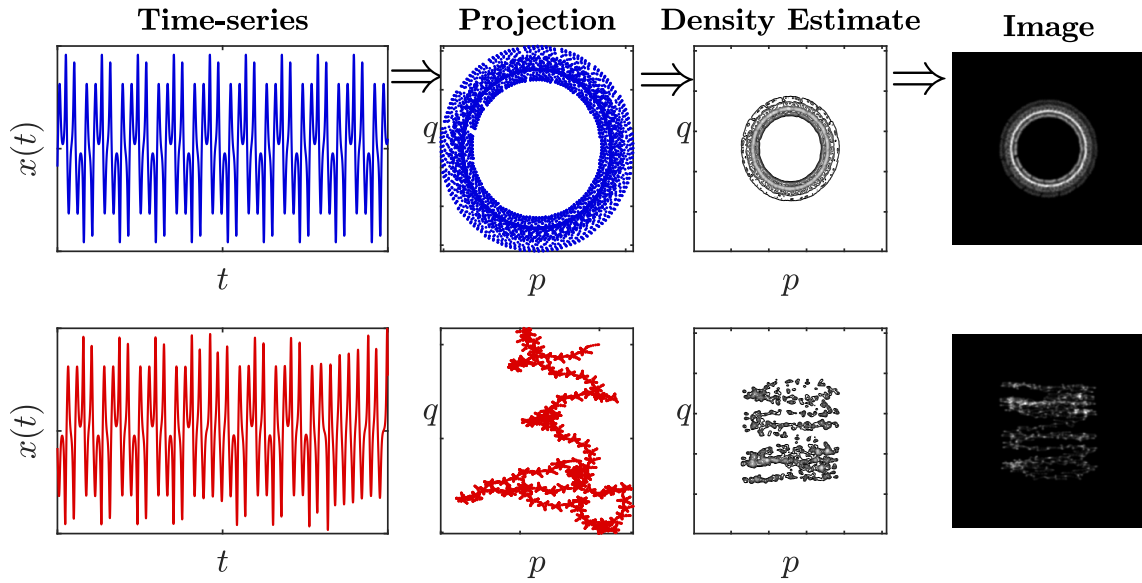 Time-series
Projection
Density Estimate
Image
x(t)
q
q
t
p
p
x(t)
q
q
t
p
p